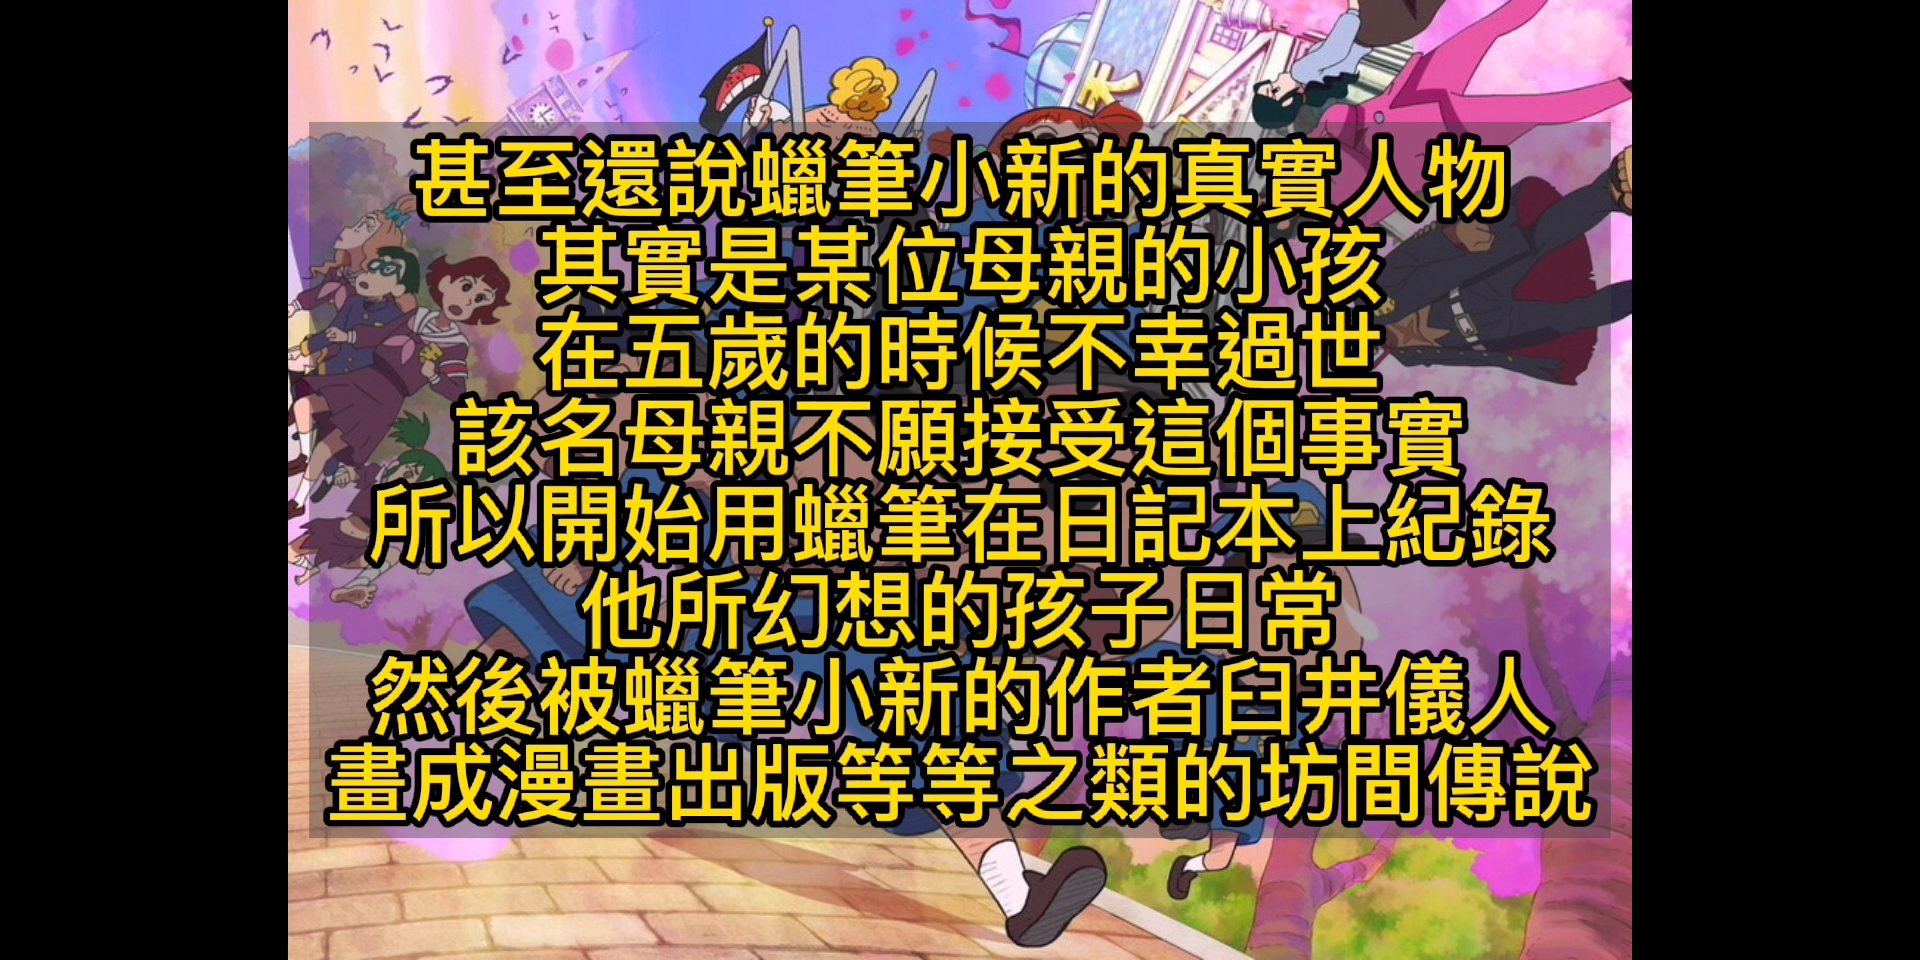 甚至還說蠟筆小新的真實人物
其實是某位母親的小孩
在五歲的時候不幸過世
該名母親不願接受這個事實
所以開始用蠟筆在日記本上紀錄
他所幻想的孩子日常
然後被蠟筆小新的作者臼井儀人
畫成漫畫出版等等之類的坊間傳說